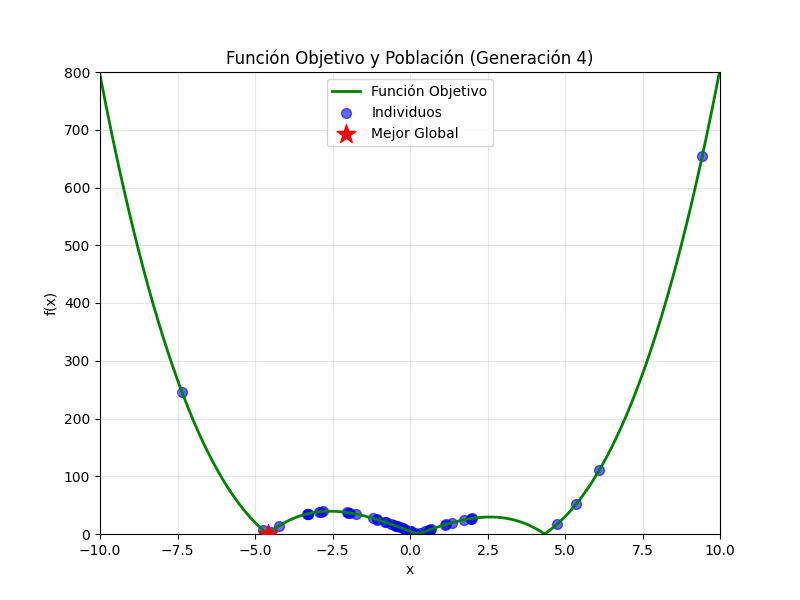 Función Objetivo y Población (Generación 4)
Función Objetivo
Individuos
Mejor Global
800
700
600
500
400
300
200
100
0
f(x)
−10.0 −7.5 −5.0 −2.5 0.0 2.5 5.0 7.5 10.0
x